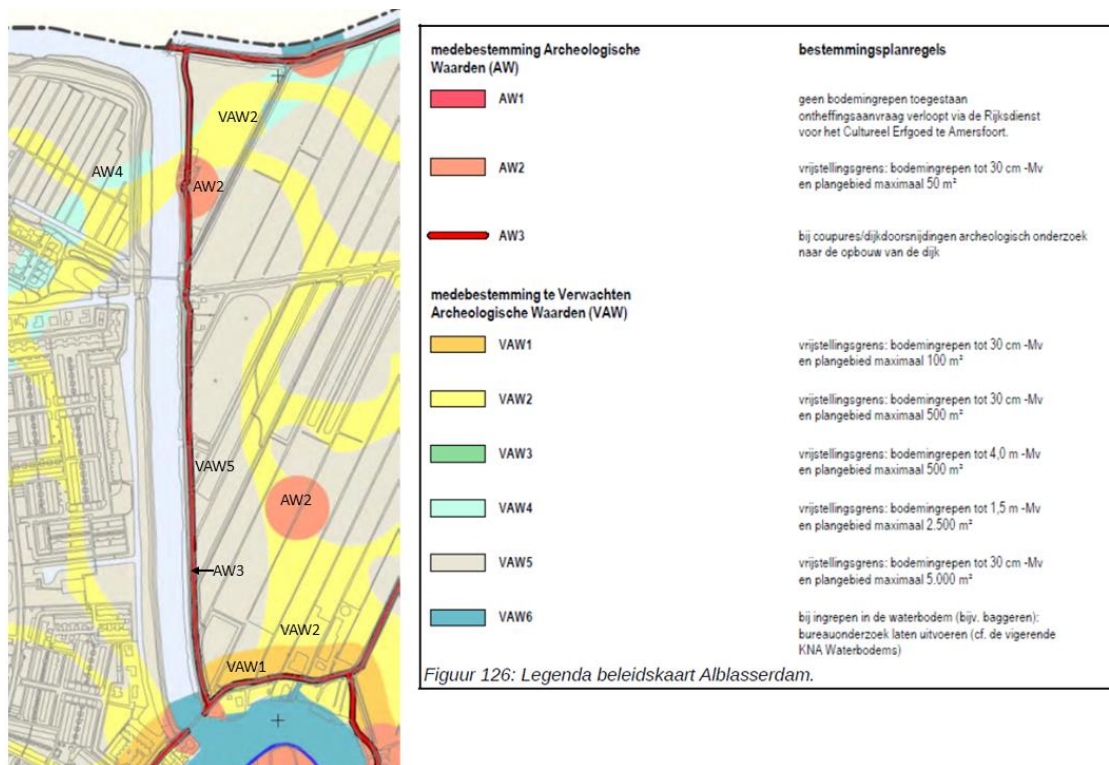 VAW2
AW4
AW2
VAW5
AW2
AW3
VAW2
VAW1
medebestemming Archeologische
Waarden (AW)
bestemmingsplanregels
AW1
geen bodemingrepen toegestaan
ontheffingsaanvraag verloopt via de Rijksdienst
voor het Cultureel Erfgoed te Amersfoort.
AW2
vrijstellingsgrens: bodemingrepen tot 30 cm -Mv
en plangebied maximaal 50 m²
AW3
bij coupures/dijkdoorsnijdingen archeologisch onderzoek
naar de opbouw van de dijk
medebestemming te Verwachten
Archeologische Waarden (VAW)
VAW1
vrijstellingsgrens: bodemingrepen tot 30 cm -Mv
en plangebied maximaal 100 m²
VAW2
vrijstellingsgrens: bodemingrepen tot 30 cm -Mv
en plangebied maximaal 500 m²
VAW3
vrijstellingsgrens: bodemingrepen tot 4,0 m -Mv
en plangebied maximaal 500 m²
VAW4
vrijstellingsgrens: bodemingrepen tot 1,5 m -Mv
en plangebied maximaal 2.500 m²
VAW5
vrijstellingsgrens: bodemingrepen tot 30 cm -Mv
en plangebied maximaal 5.000 m²
VAW6
bij ingrepen in de waterbodem (bijv. baggeren):
bureauonderzoek laten uitvoeren (cf. de vigerende
KNA Waterbodems)
Figuur 126: Legenda beleidskaart Alblasserdam.